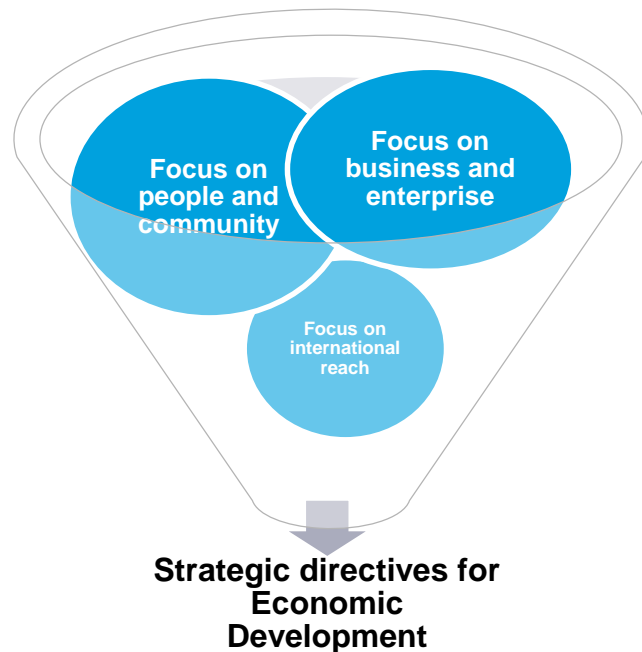 Focus on
people and
community
Focus on
business and
enterprise
Focus on
international
reach
Strategic directives for
Economic
Development